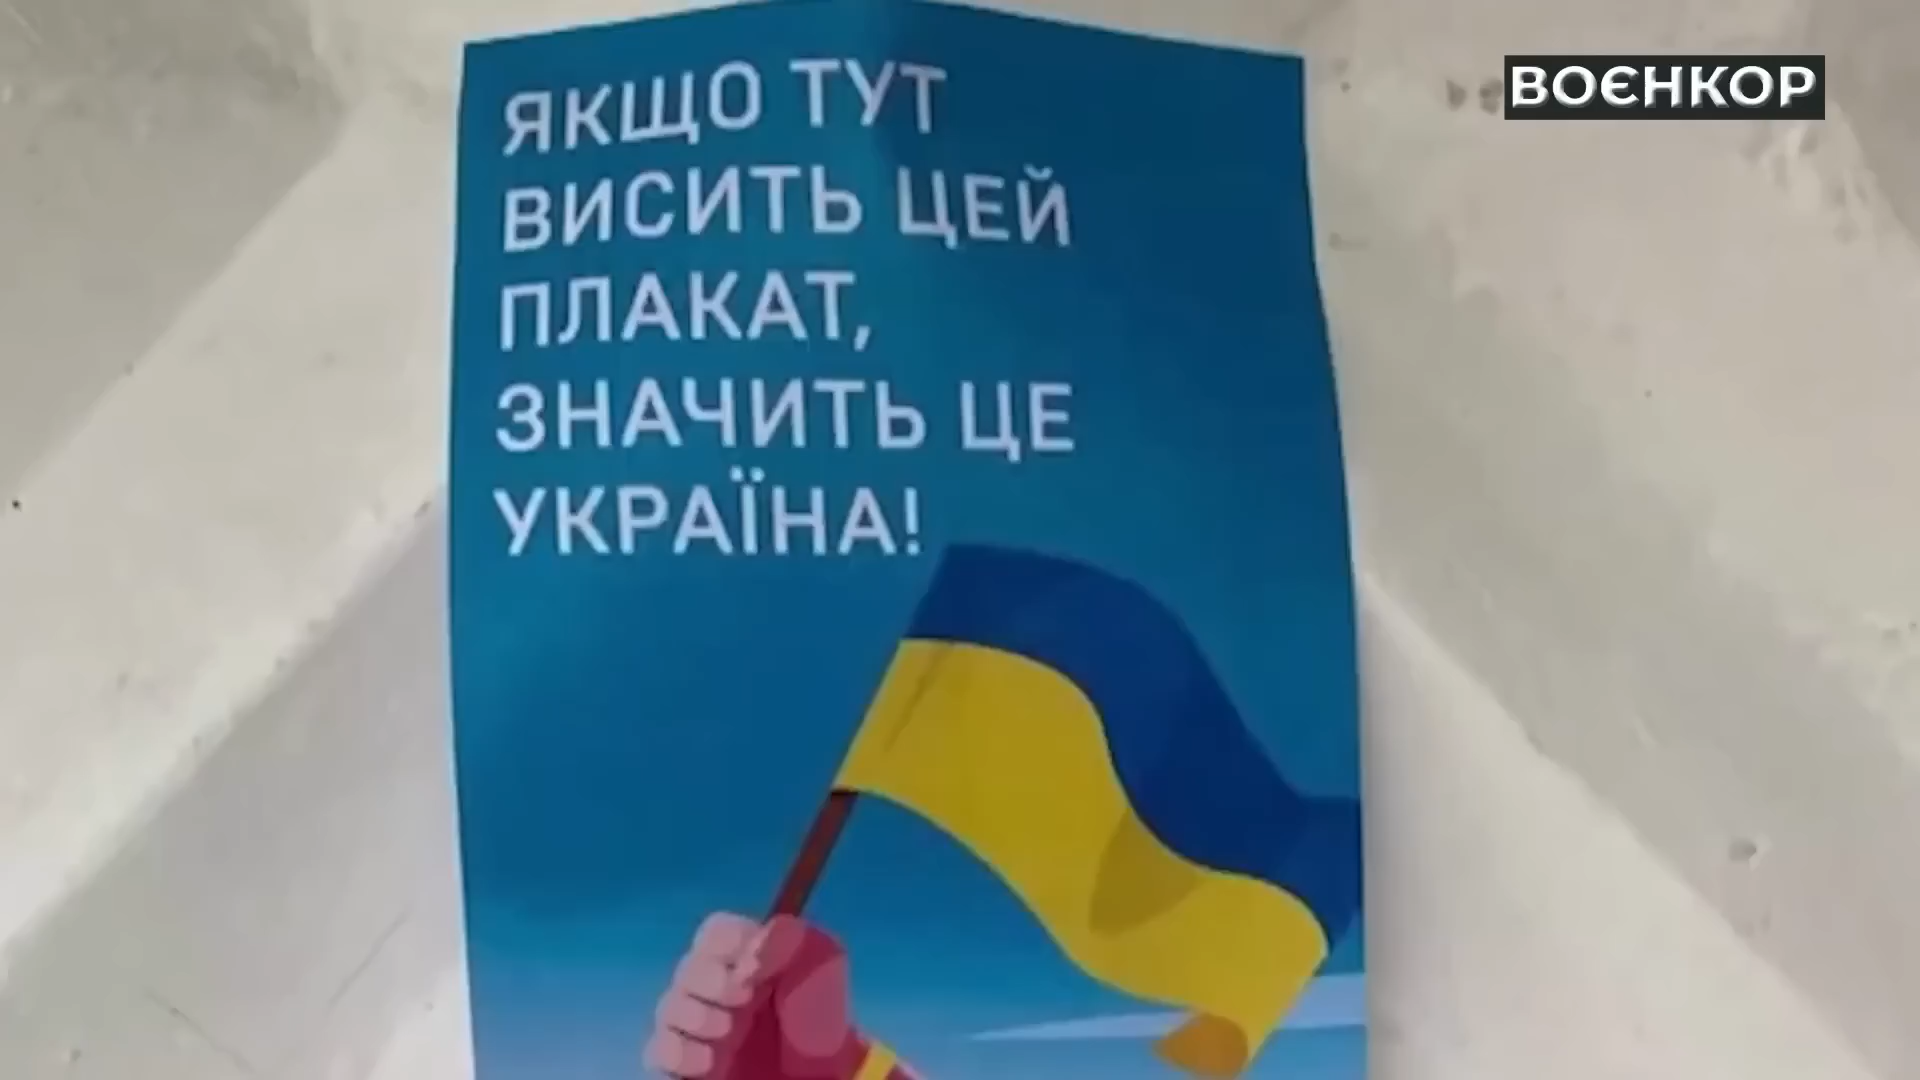 ВОЄНКОР
ЯКЩО ТУТ
ВИСИТЬ ЦЕЙ
ПЛАКАТ,
ЗНАЧИТЬ ЦЕ
УКРАЇНА!